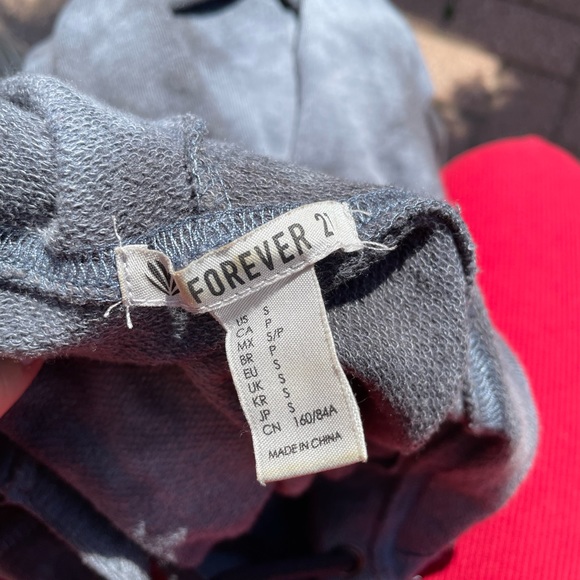 FOREVER 21
US S
CA P
MX S/P
BR P
EU S
UK S
KR S
JP S
CN 160/84A
MADE IN CHINA